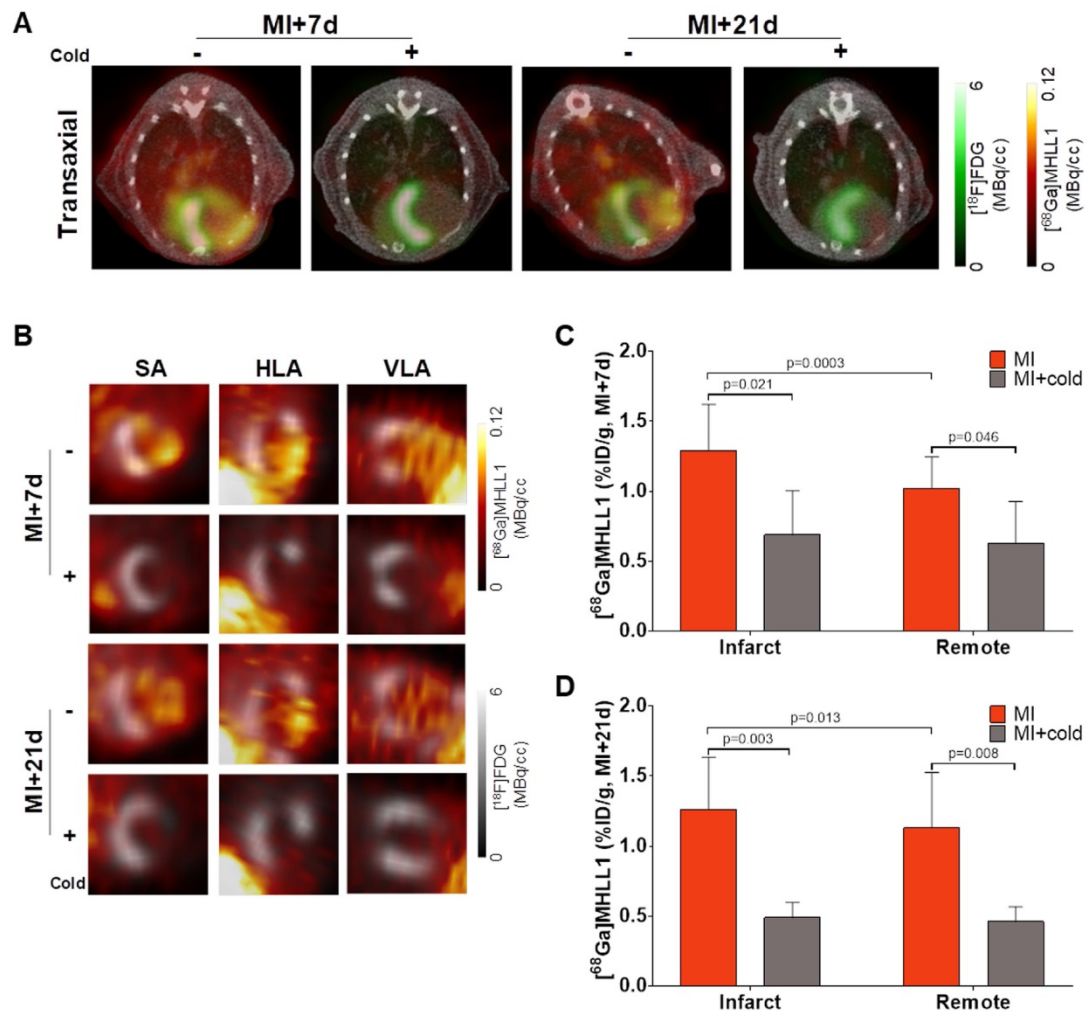 A
MI+7d
MI+21d
Cold
-
+
-
+
Transaxial
6
[18F]FDG
(MBq/cc)
0
0.12
[68Ga]MHLL1
(MBq/cc)
0
B
SA
HLA
VLA
MI+7d
-
+
0.12
[68Ga]MHLL1
(MBq/cc)
0
MI+21d
-
+
Cold
6
[18F]FDG
(MBq/cc)
0
C
[68Ga]MHLL1 (%ID/g, MI+7d)
2.0
1.5
1.0
0.5
0.0
MI
MI+cold
p=0.0003
p=0.021
p=0.046
Infarct
Remote
D
[68Ga]MHLL1 (%ID/g, MI+21d)
2.0
1.5
1.0
0.5
0.0
MI
MI+cold
p=0.013
p=0.003
p=0.008
Infarct
Remote